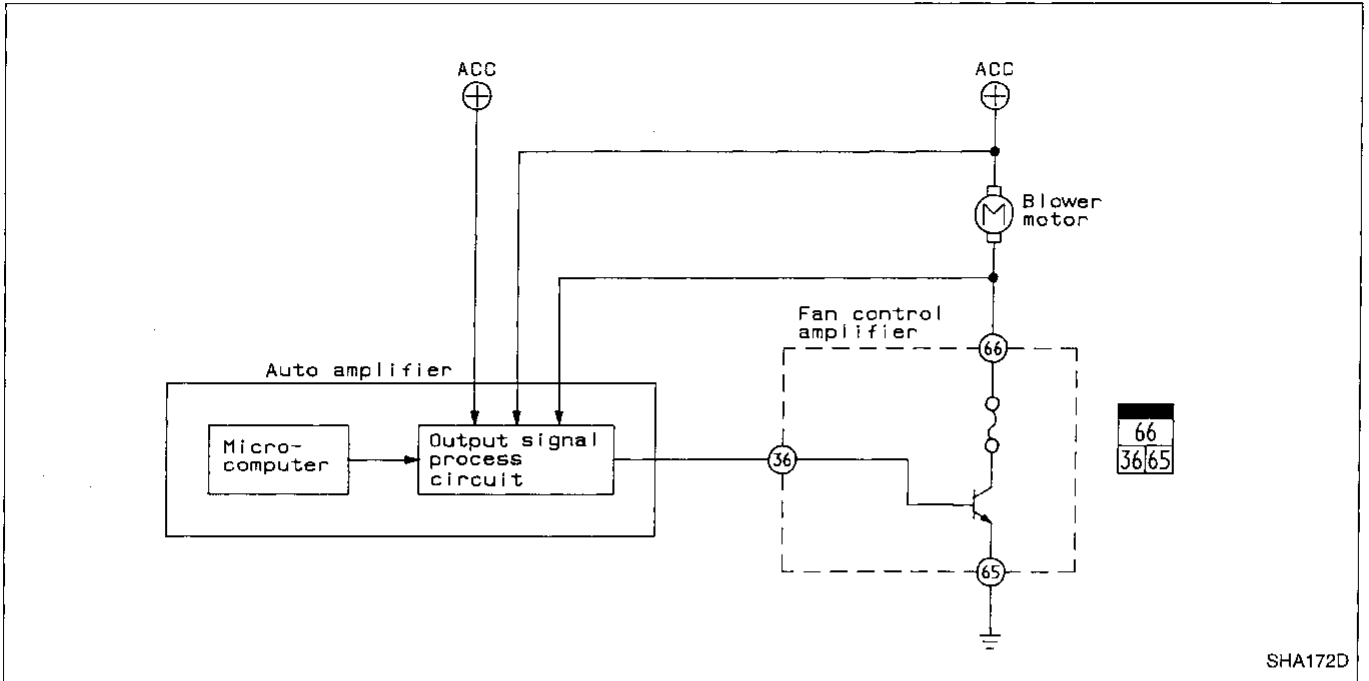 ACC
ACC
Blower
motor
Fan control
amplifier
66
Auto amplifier
Micro-
computer
Output signal
process
circuit
36
66
36 65
65
SHA172D